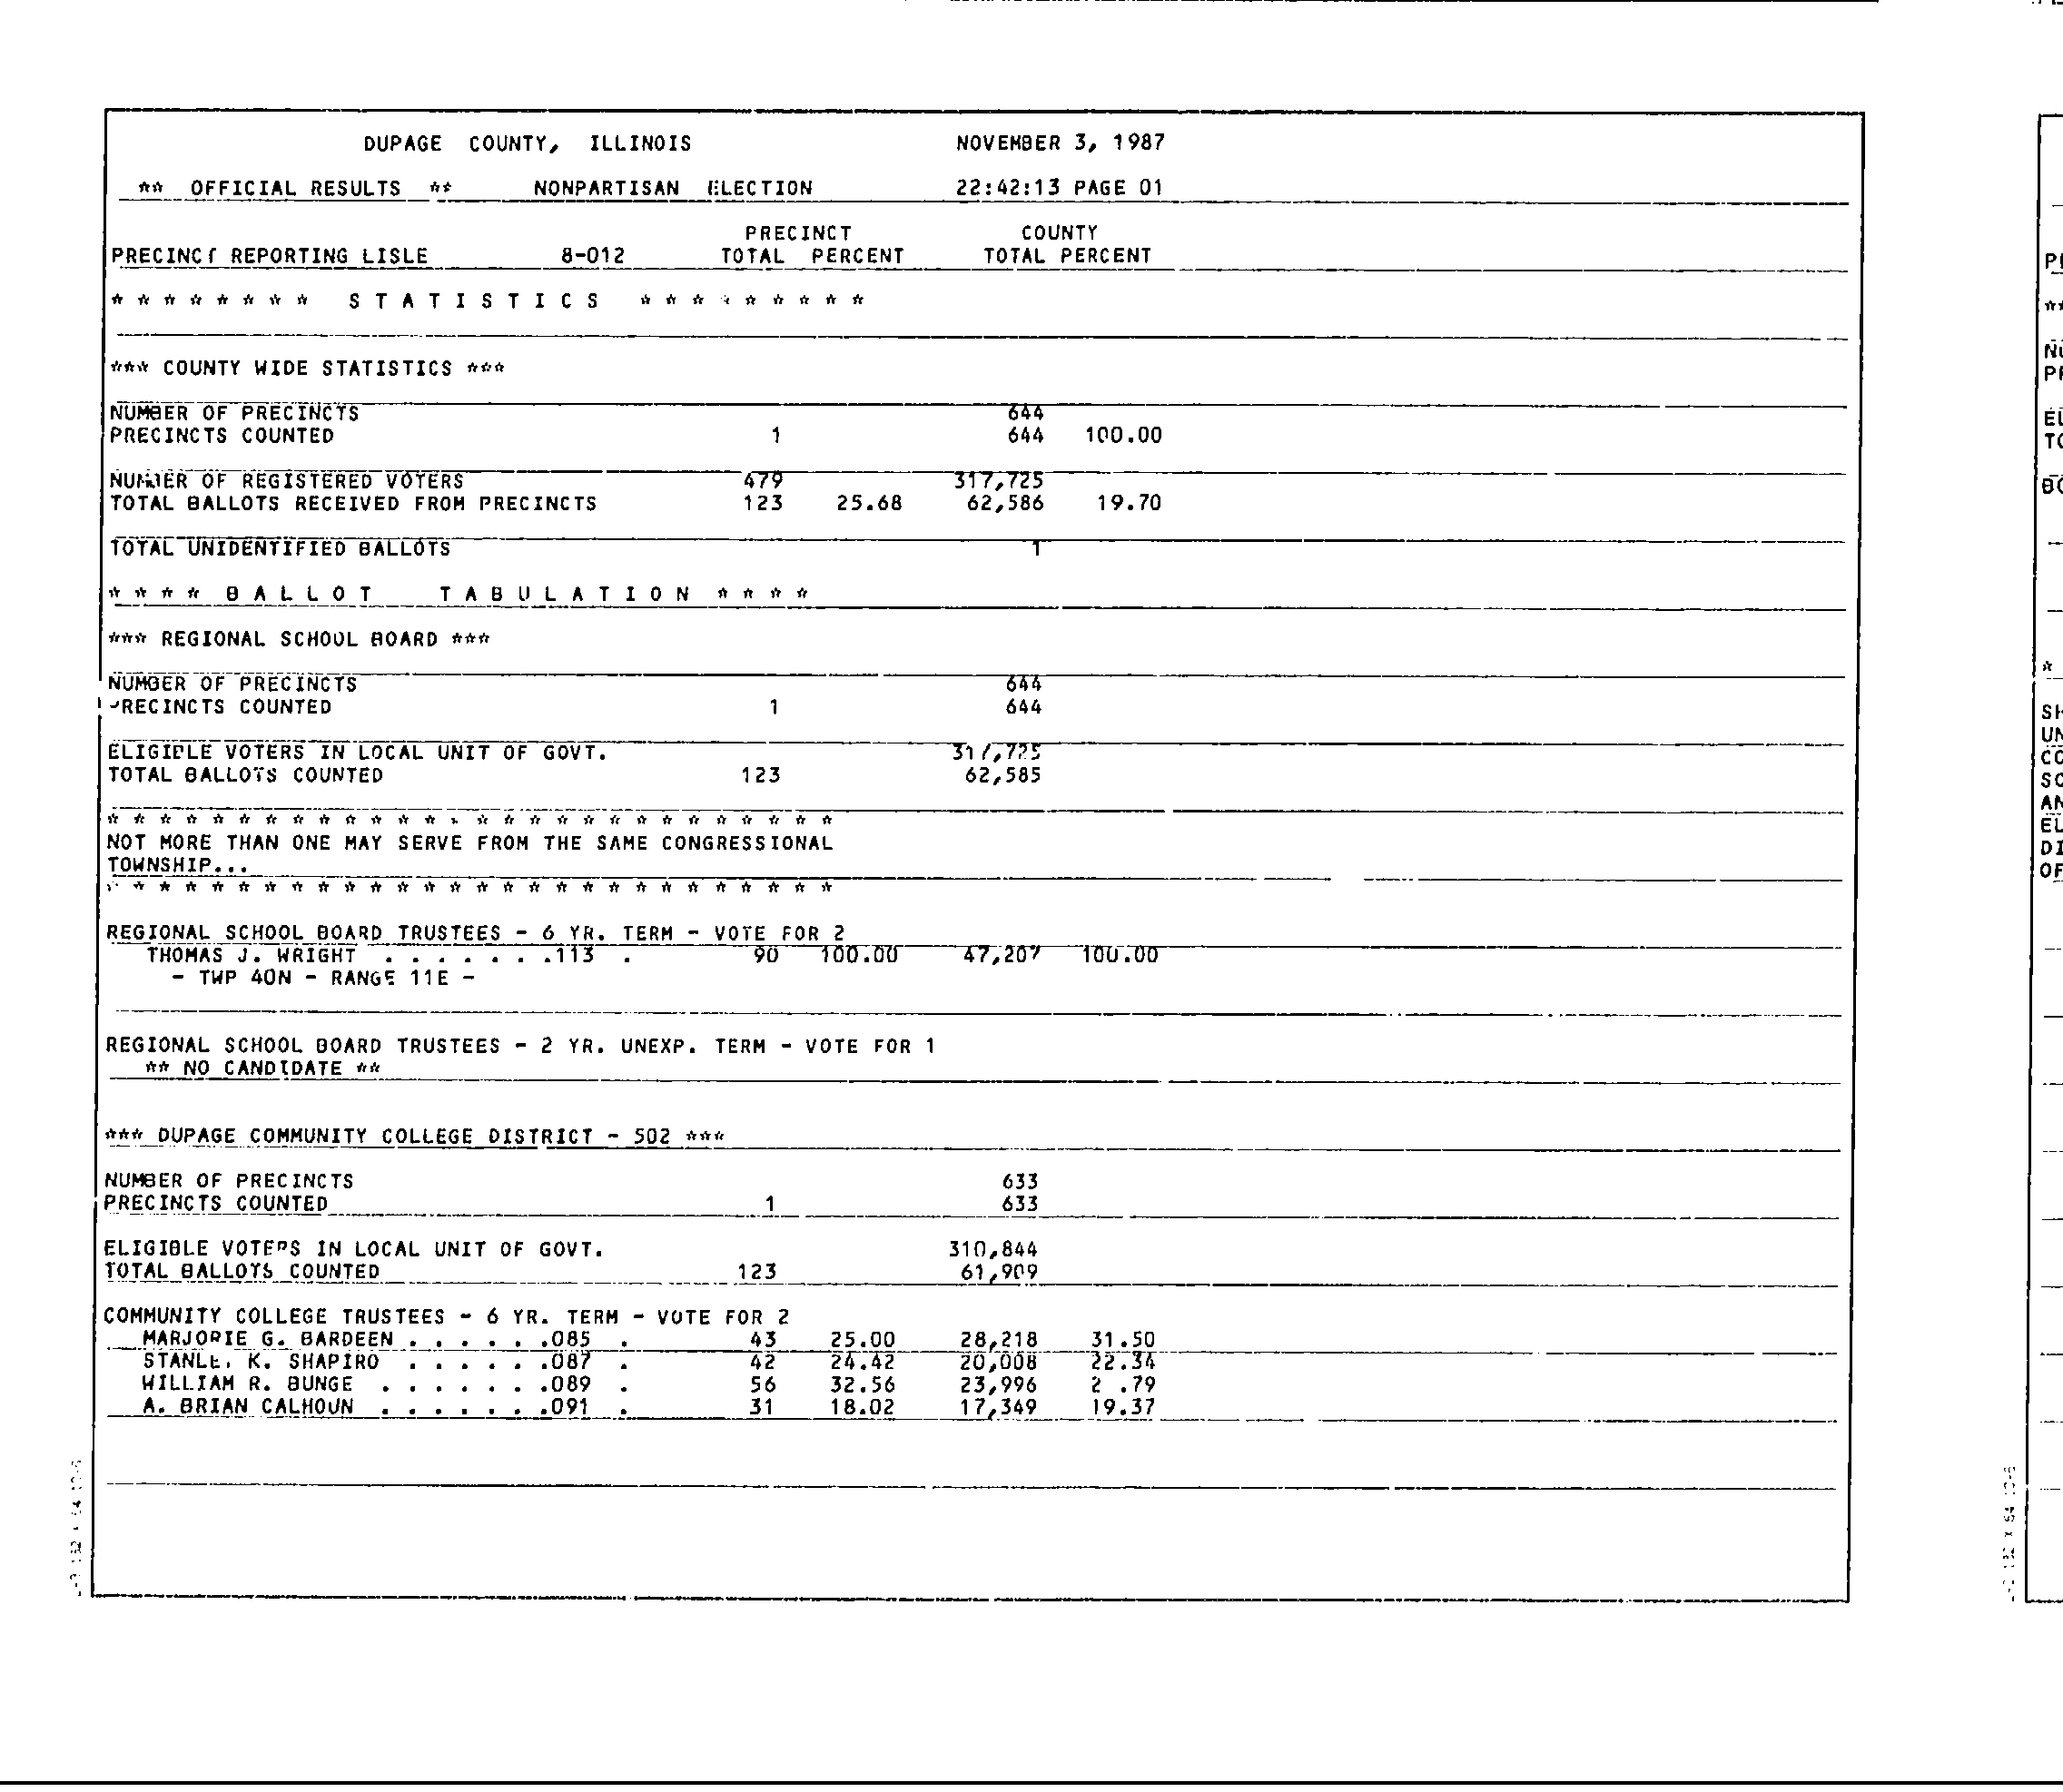 DUPAGE COUNTY, ILLINOIS NOVEMBER 3, 1987
** OFFICIAL RESULTS ** NONPARTISAN ELECTION 22:42:13 PAGE 01
PRECINCT COUNTY
PRECINCT REPORTING LISLE 8-012 TOTAL PERCENT TOTAL PERCENT
* * * * * * * * S T A T I S T I C S * * * * * * * * *
*** COUNTY WIDE STATISTICS ***
NUMBER OF PRECINCTS 644
PRECINCTS COUNTED 1 644 100.00
NUMBER OF REGISTERED VOTERS 479 317,725
TOTAL BALLOTS RECEIVED FROM PRECINCTS 123 25.68 62,586 19.70
TOTAL UNIDENTIFIED BALLOTS 1
* * * * B A L L O T T A B U L A T I O N * * * *
*** REGIONAL SCHOOL BOARD ***
NUMBER OF PRECINCTS 644
PRECINCTS COUNTED 1 644
ELIGIBLE VOTERS IN LOCAL UNIT OF GOVT. 317,725
TOTAL BALLOTS COUNTED 123 62,585
* * * * * * * * * * * * * * * * * * * * * * * * * * * *
NOT MORE THAN ONE MAY SERVE FROM THE SAME CONGRESSIONAL
TOWNSHIP...
* * * * * * * * * * * * * * * * * * * * * * * * * * * *
REGIONAL SCHOOL BOARD TRUSTEES - 6 YR. TERM - VOTE FOR 2
THOMAS J. WRIGHT . . . . . . .113 . 90 100.00 47,207 100.00
- TWP 40N - RANGE 11E -
REGIONAL SCHOOL BOARD TRUSTEES - 2 YR. UNEXP. TERM - VOTE FOR 1
** NO CANDIDATE **
*** DUPAGE COMMUNITY COLLEGE DISTRICT - 502 ***
NUMBER OF PRECINCTS 633
PRECINCTS COUNTED 1 633
ELIGIBLE VOTERS IN LOCAL UNIT OF GOVT. 310,844
TOTAL BALLOTS COUNTED 123 61,909
COMMUNITY COLLEGE TRUSTEES - 6 YR. TERM - VOTE FOR 2
MARJORIE G. BARDEEN . . . . . .085 . 43 25.00 28,218 31.50
K. SHAPIRO . . . . . .087 . 42 24.42 20,008 22.34
WILLIAM R. BUNGE . . . . . . .089 . 56 32.56 23,996
A. BRIAN CALHOUN . . . . . . .091 . 31 18.02 17,349 19.37